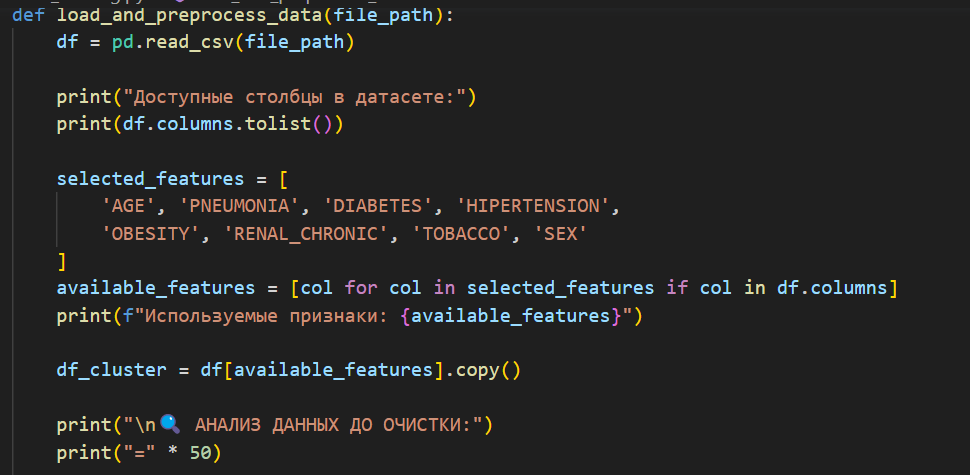 def load_and_preprocess_data(file_path):
    df = pd.read_csv(file_path)
    print("Доступные столбцы в датасете:")
    print(df.columns.tolist())
    selected_features = [
        'AGE', 'PNEUMONIA', 'DIABETES', 'HIPERTENSION',
        'OBESITY', 'RENAL_CHRONIC', 'TOBACCO', 'SEX'
    ]
    available_features = [col for col in selected_features if col in df.columns]
    print(f"Используемые признаки: {available_features}")
    df_cluster = df[available_features].copy()
    print("\n🔍 АНАЛИЗ ДАННЫХ ДО ОЧИСТКИ:")
    print("=" * 50)